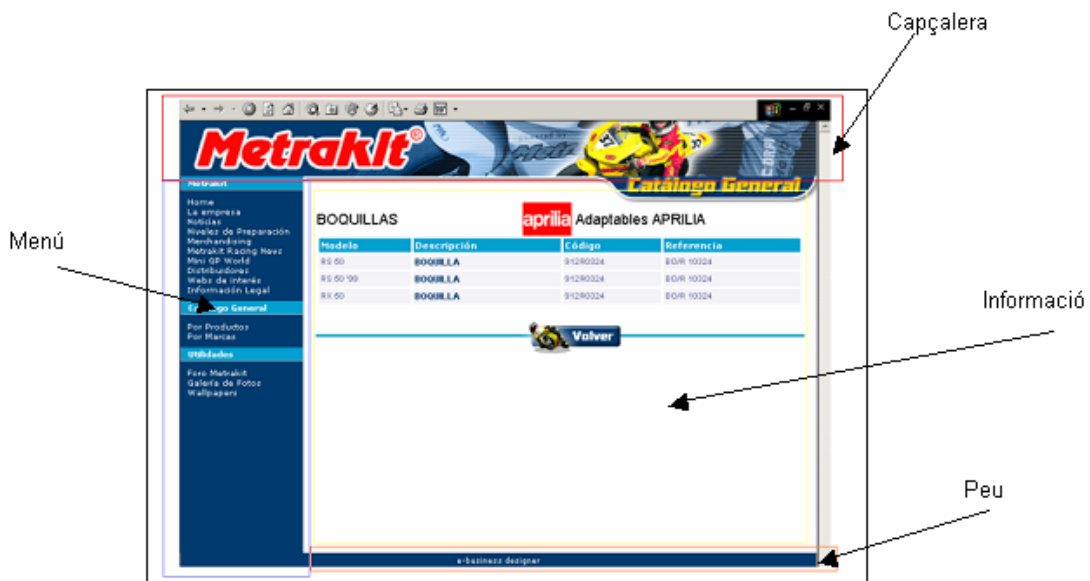 Capçalera
Metrakit®
Catálogo General
Metrakit
Home
La empresa
Noticias
Niveles de Preparación
Merchandising
Metrakit Racing News
Mini GP World
Distribuidores
Webs de interés
Información Legal
Catálogo General
Por Productos
Por Marcas
Utilidades
Foro Metrakit
Galería de Fotos
Wallpapers
Menú
BOQUILLAS
aprilia Adaptables APRILIA
Modelo Descripción Código Referencia
RS 50 BOQUILLA 912R0324 BO/R 10324
RS 50 '99 BOQUILLA 912R0324 BO/R 10324
RX 50 BOQUILLA 912R0324 BO/R 10324
Volver
Informació
Peu
e-business designer